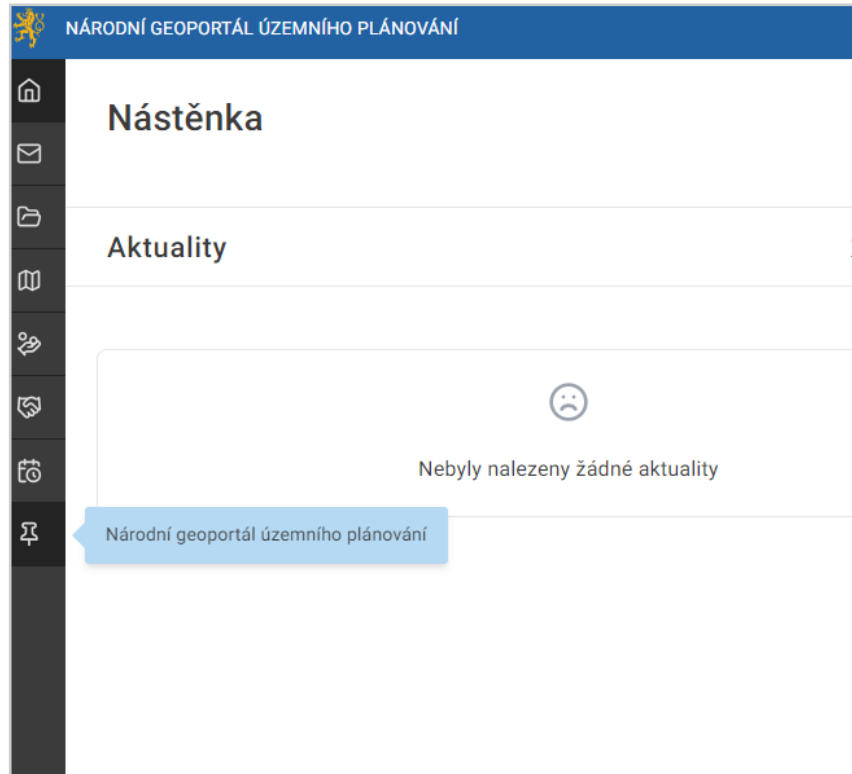 NÁRODNÍ GEOPORTÁL ÚZEMNÍHO PLÁNOVÁNÍ
Nástěnka
Aktuality
Nebyly nalezeny žádné aktuality
Národní geoportál územního plánování